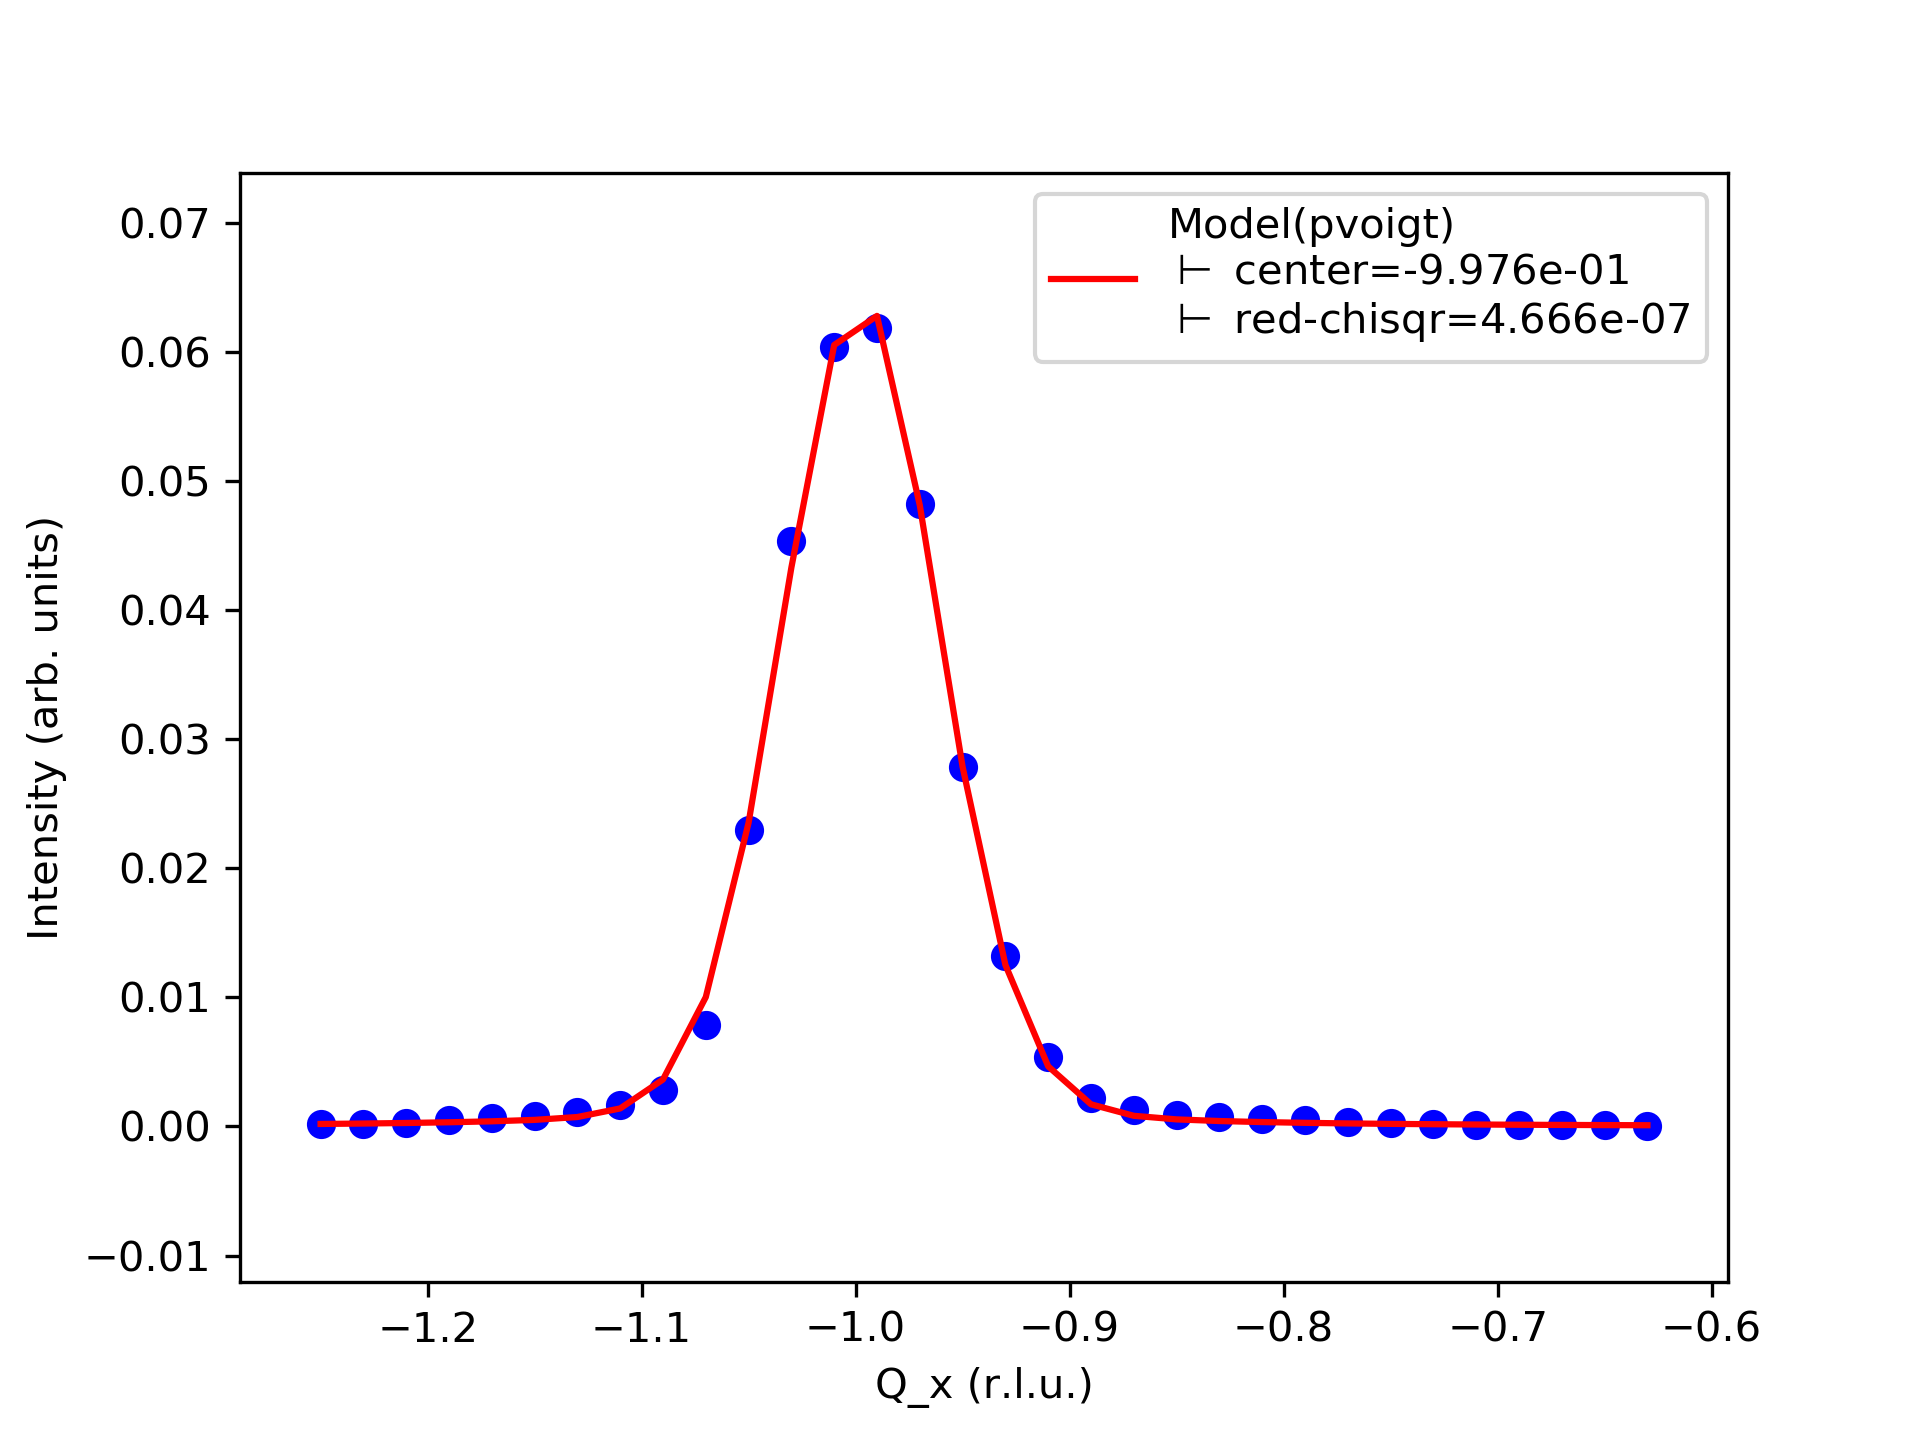 Model(pvoigt)
⊢ center=-9.976e-01
⊢ red-chisqr=4.666e-07
0.07
0.06
0.05
0.04
0.03
0.02
0.01
0.00
−0.01
Intensity (arb. units)
−1.2 −1.1 −1.0 −0.9 −0.8 −0.7 −0.6
Q_x (r.l.u.)